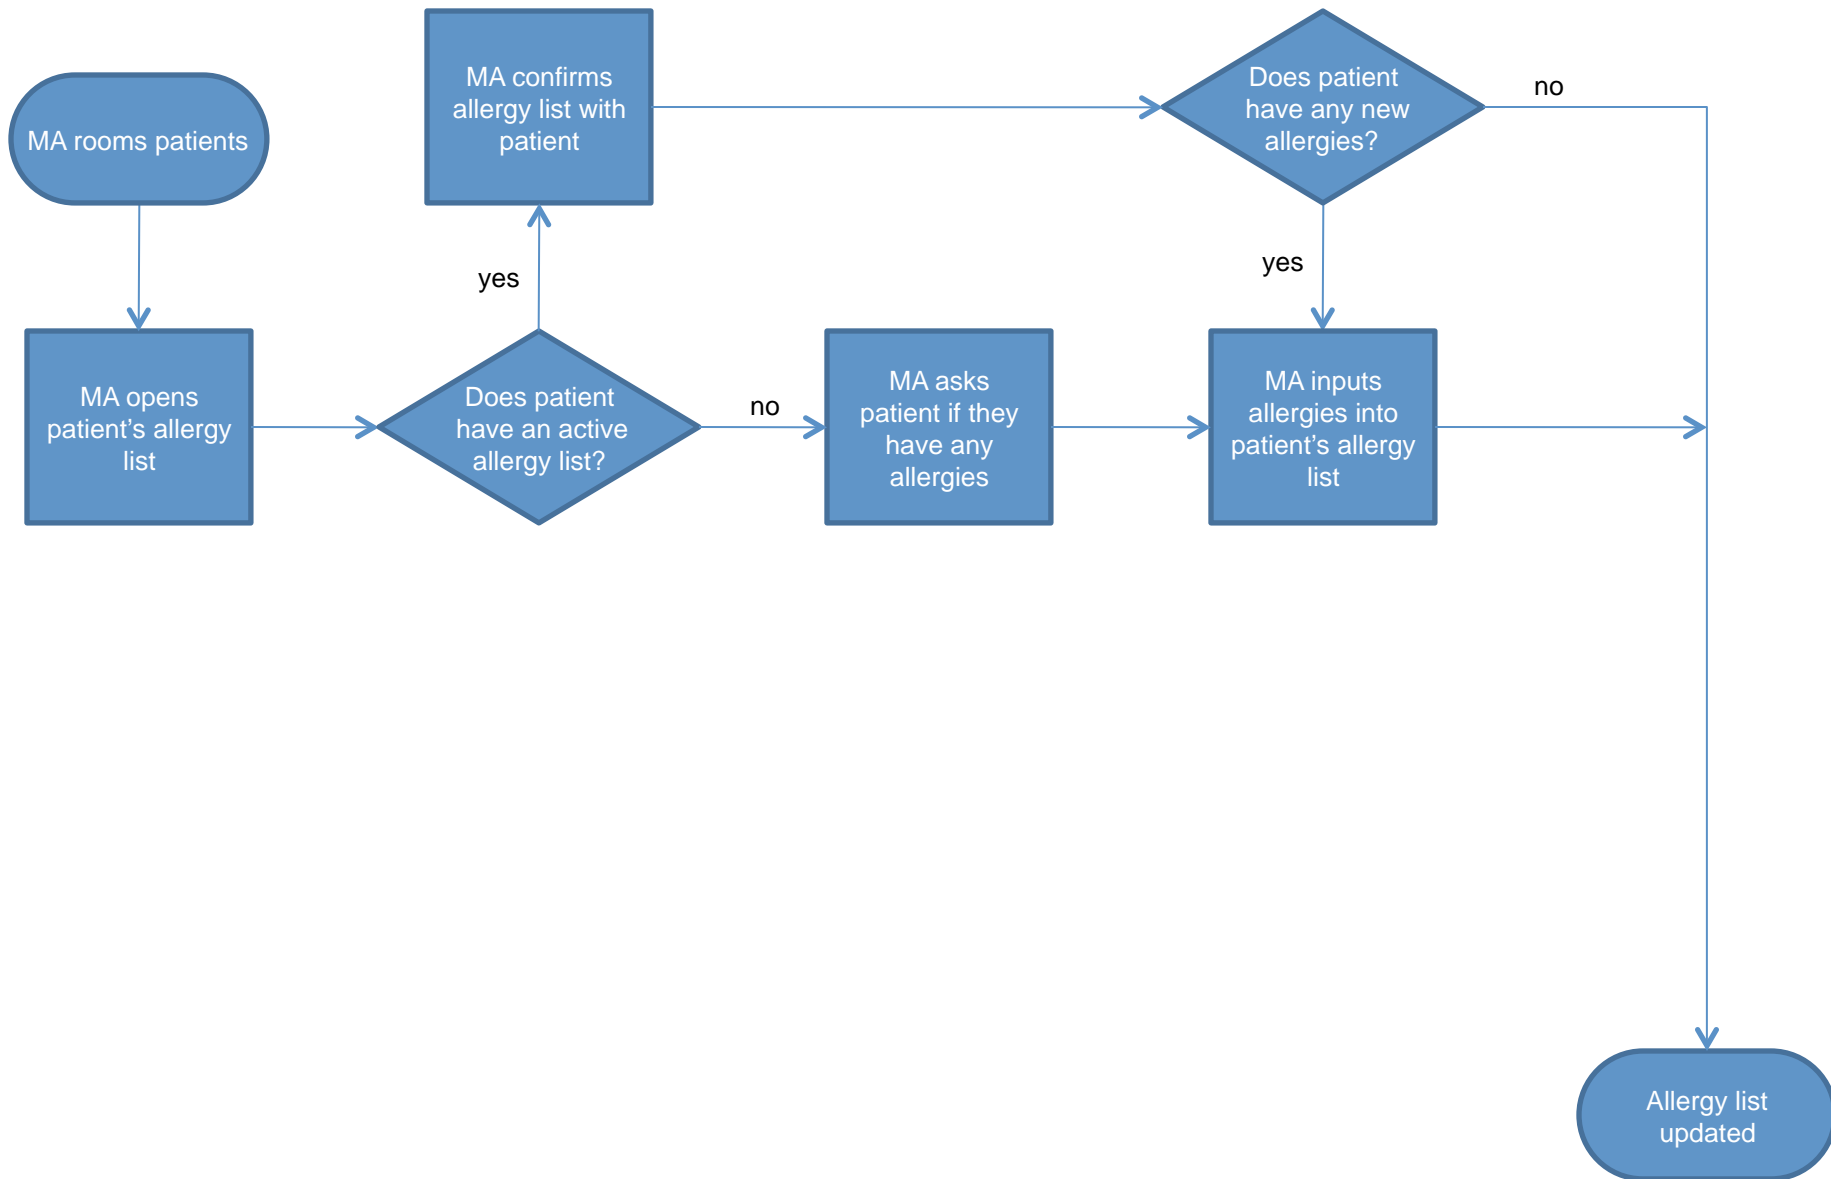 MA rooms patients
MA opens
patient’s allergy
list
Does patient
have an active
allergy list?
yes
MA confirms
allergy list with
patient
no
MA asks
patient if they
have any
allergies
Does patient
have any new
allergies?
yes
no
MA inputs
allergies into
patient’s allergy
list
Allergy list
updated